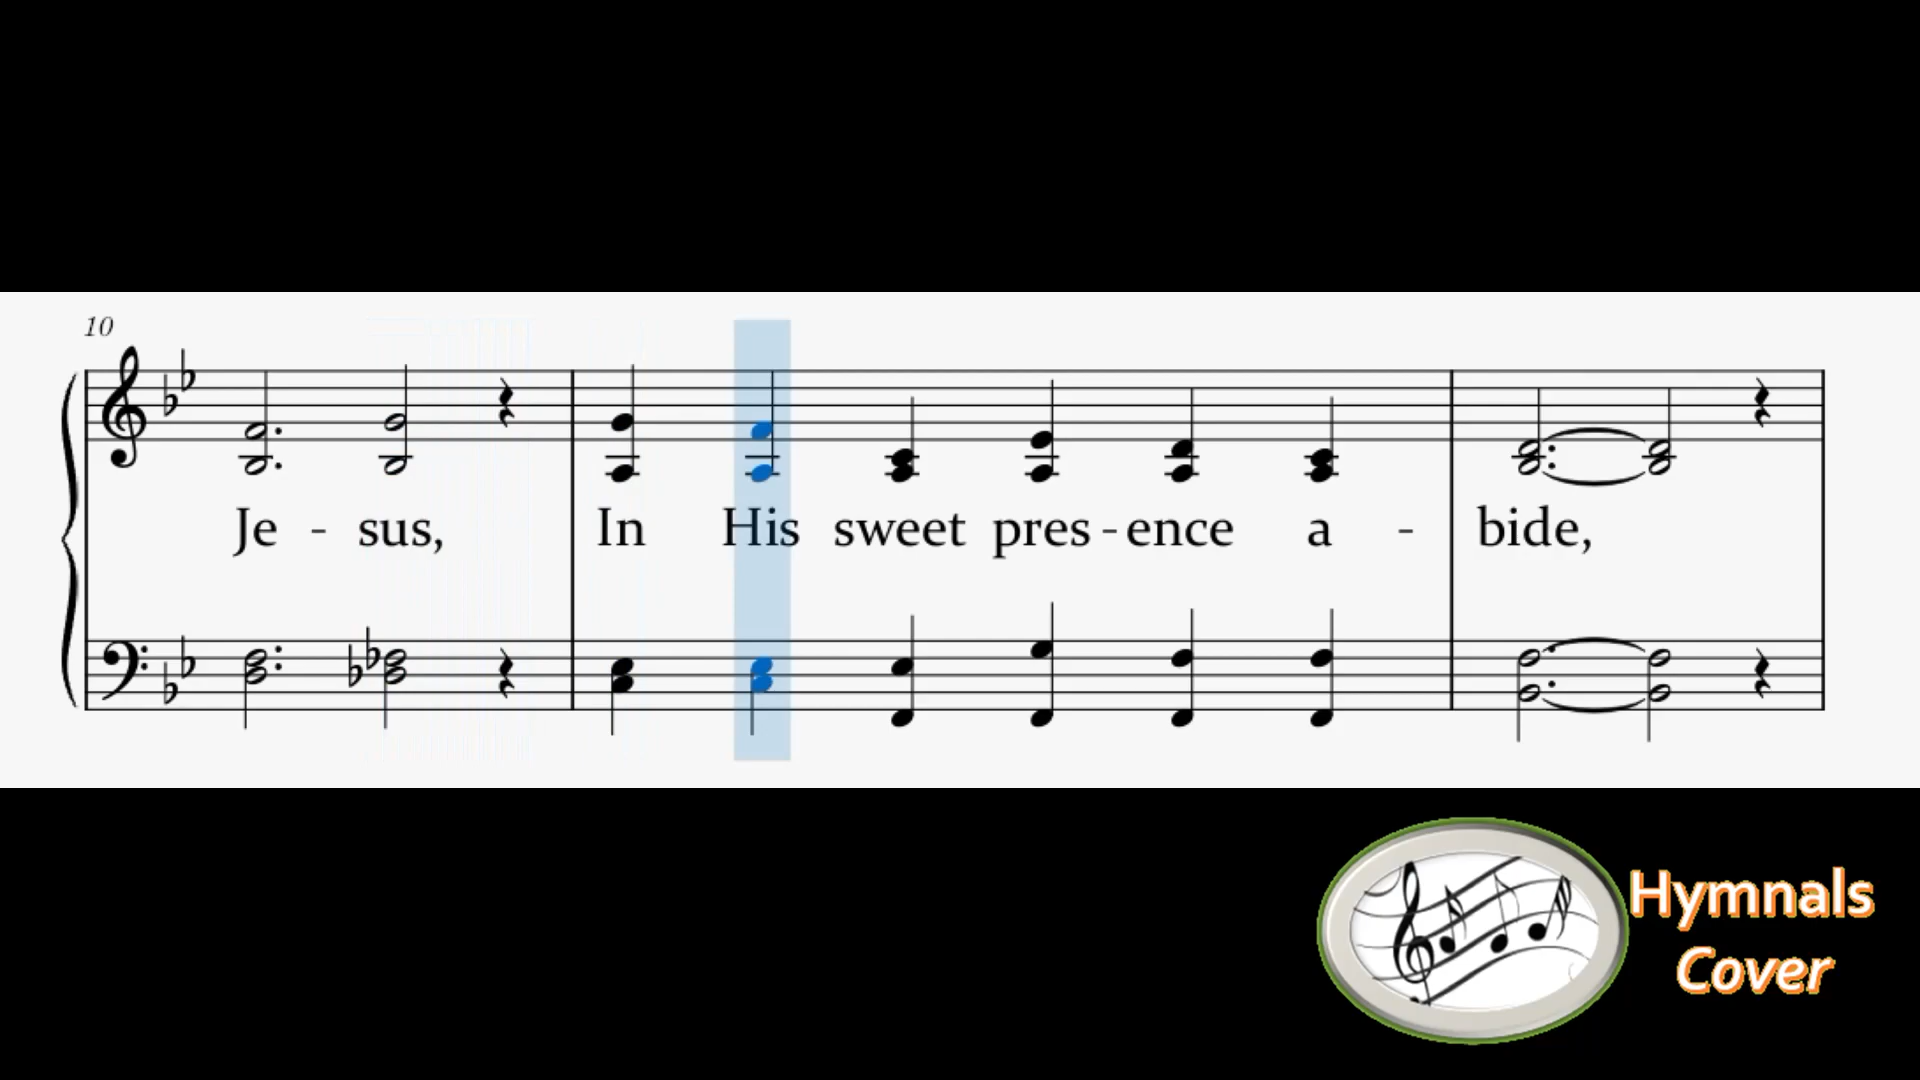 10
Je - sus, In His sweet pres - ence a - bide,
Hymnals
Cover